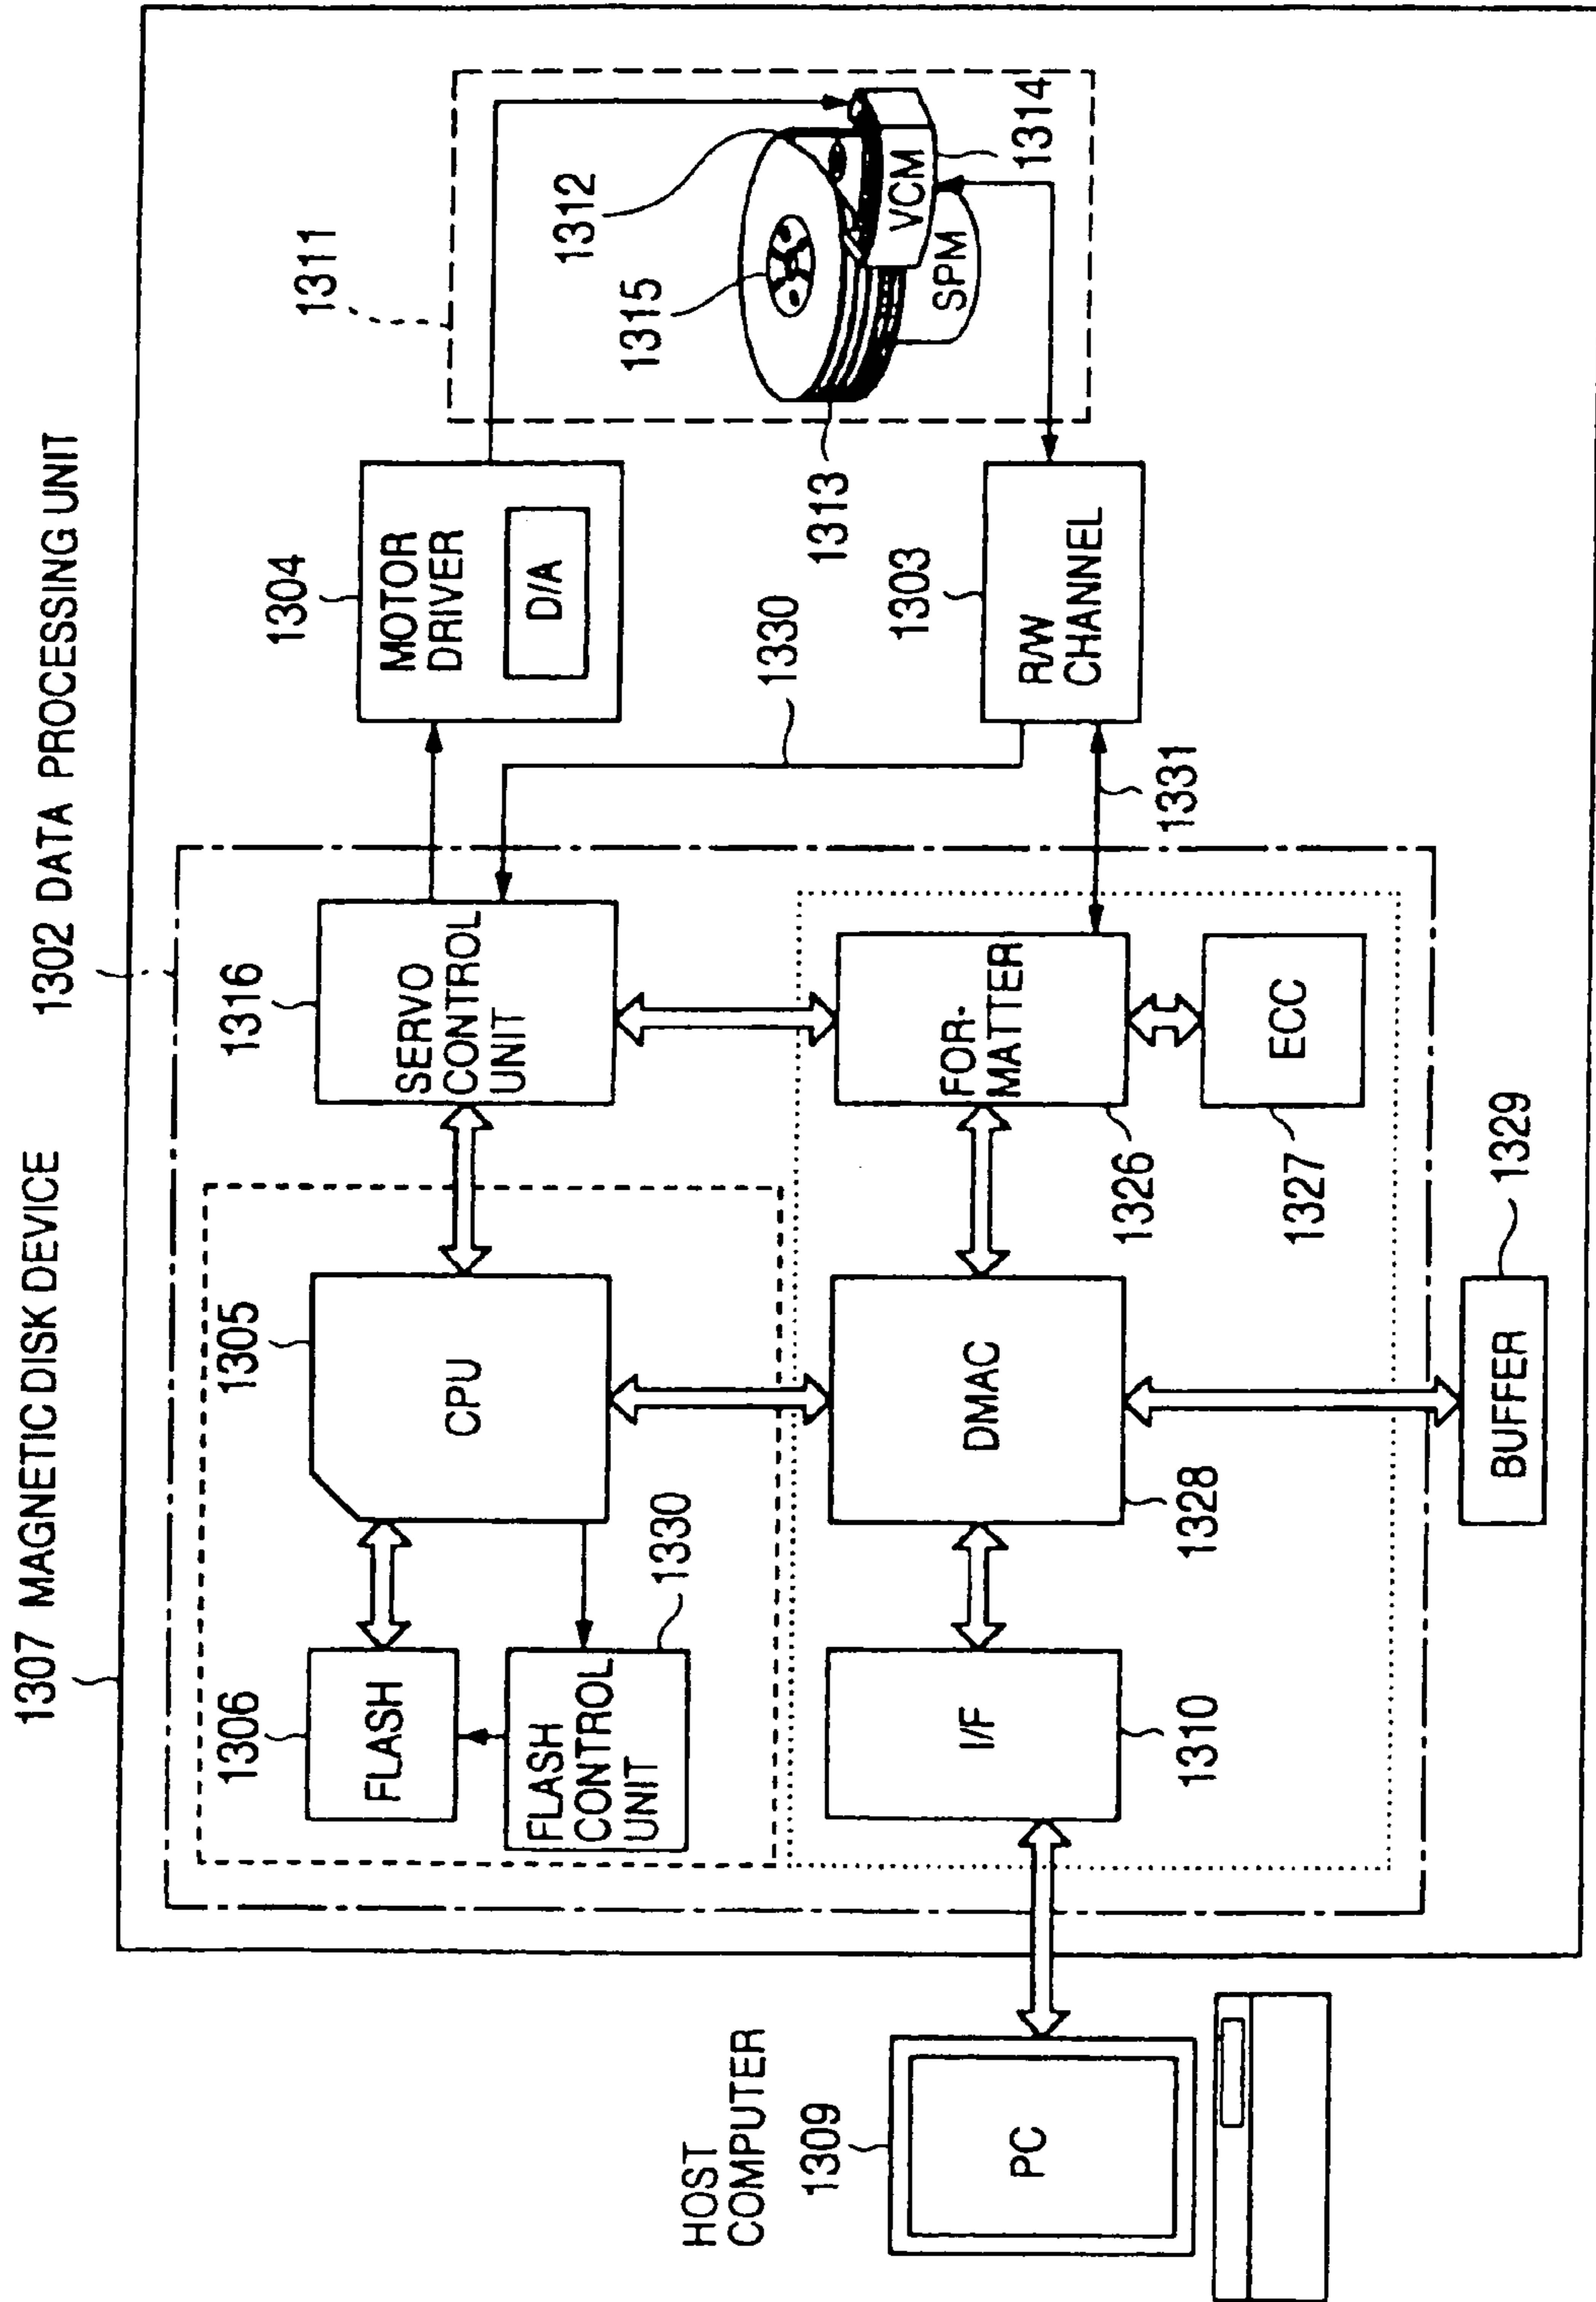 1307 MAGNETIC DISK DEVICE
1302 DATA PROCESSING UNIT
1306
FLASH
FLASH
CONTROL
UNIT
1330
1305
CPU
1316
SERVO
CONTROL
UNIT
1304
MOTOR
DRIVER
D/A
1311
1312
1315
1313
VCM
SPM
1314
1330
HOST
COMPUTER
1309
PC
I/F
1310
DMAC
1328
FOR-
MATTER
1326
ECC
1327
1331
1303
R/W
CHANNEL
BUFFER
1329